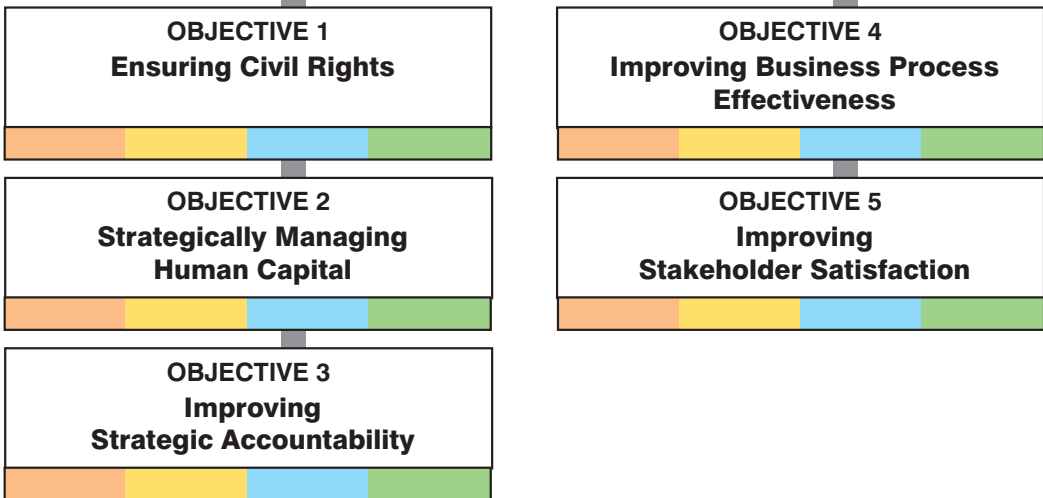 OBJECTIVE 1
Ensuring Civil Rights
OBJECTIVE 2
Strategically Managing
Human Capital
OBJECTIVE 3
Improving
Strategic Accountability
OBJECTIVE 4
Improving Business Process
Effectiveness
OBJECTIVE 5
Improving
Stakeholder Satisfaction